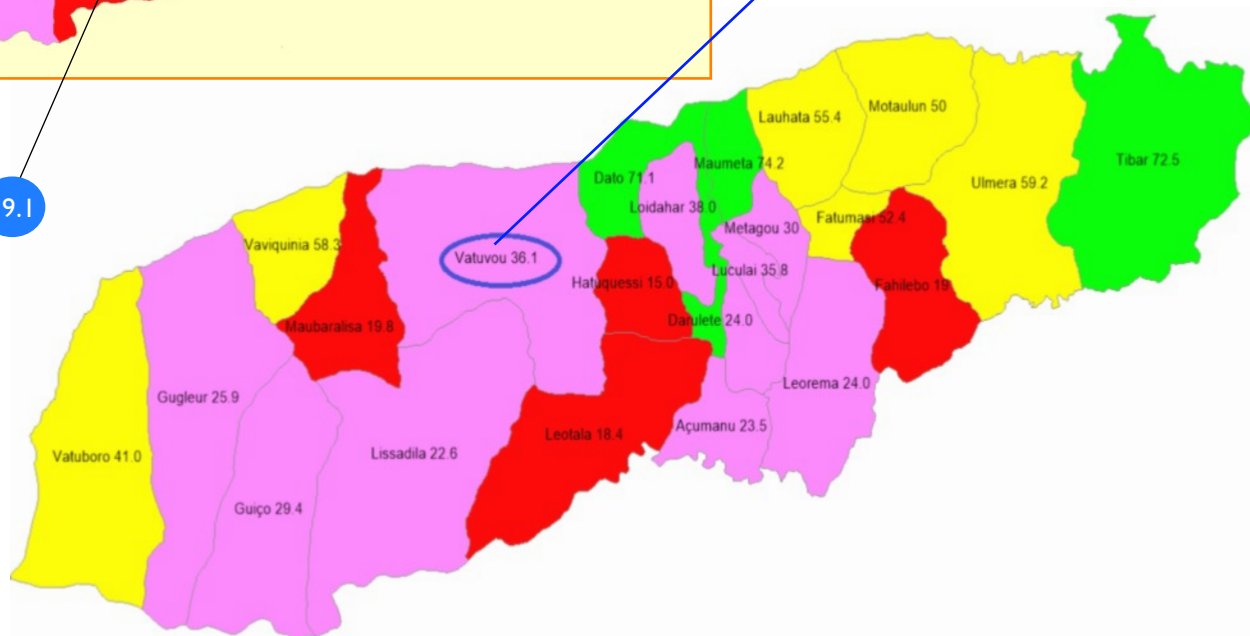 Motaulun 50
Lauhata 55.4
Tibar 72.5
Maumeta 74.2
Dato 71.1
Ulmera 59.2
9.1
Loidahar 38.0
Fatumasi 52.4
Metagou 30
Vaviquinia 58.3
Vatuvou 36.1
Luculai 35.8
Hatuquessi 15.0
Fahilebo 19
Darulete 24.0
Maubaralisa 19.8
Leorema 24.0
Gugleur 25.9
Açumanu 23.5
Leotala 18.4
Lissadila 22.6
Vatuboro 41.0
Guiço 29.4